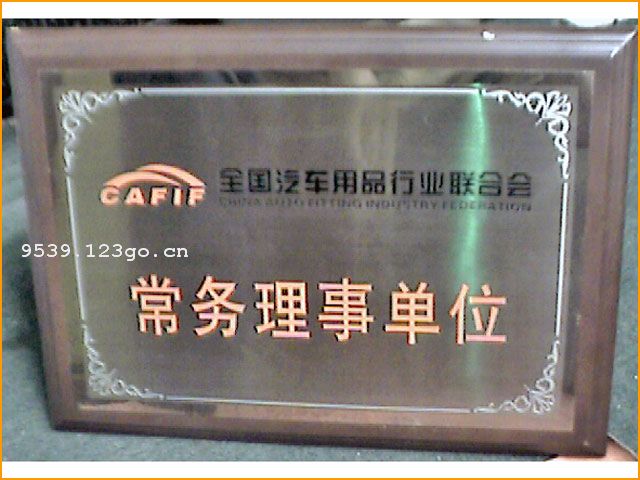 CAFIF
全国汽车用品行业联合会
CHINA AUTO FITTING INDUSTRY FEDERATION
9539.123go.cn
常务理事单位